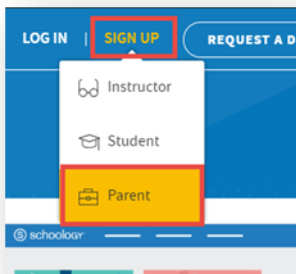 LOG IN | SIGN UP REQUEST A D
Instructor
Student
Parent
S schoology